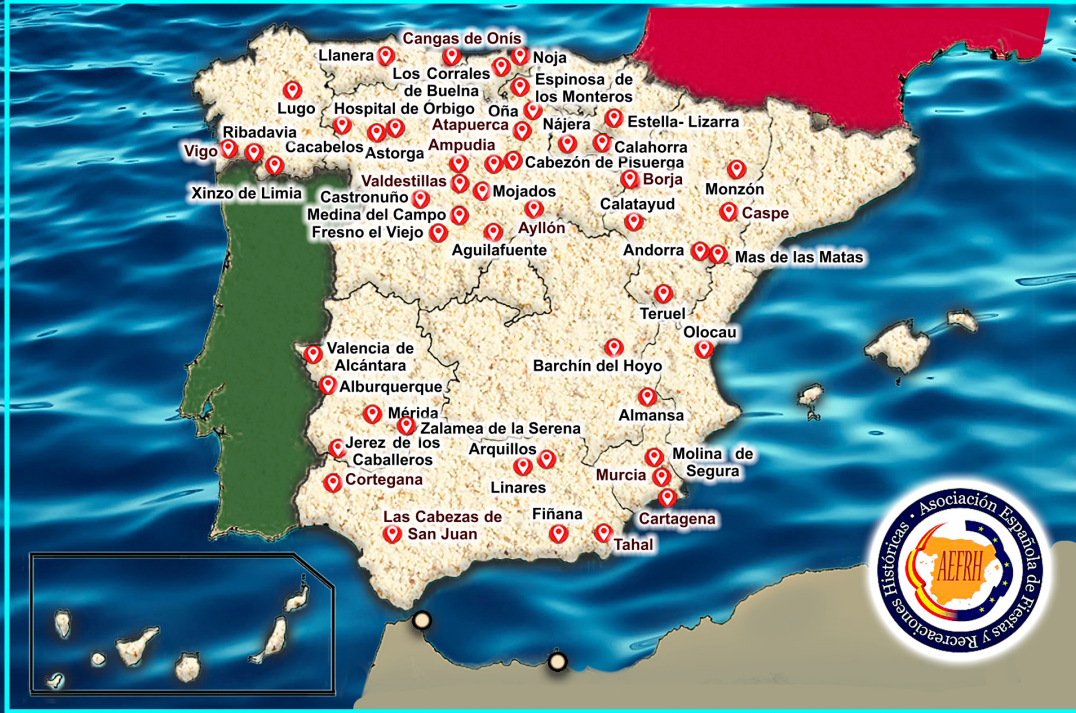 Cangas de Onís
Llanera
Noja
Los Corrales
de Buelna
Espinosa de
los Monteros
Lugo
Hospital de Órbigo
Oña
Estella- Lizarra
Atapuerca
Nájera
Ribadavia
Cacabelos
Astorga
Ampudia
Calahorra
Vigo
Cabezón de Pisuerga
Xinzo de Limia
Valdestillas
Borja
Monzón
Castronuño
Mojados
Calatayud
Caspe
Medina del Campo
Ayllón
Fresno el Viejo
Aguilafuente
Andorra
Mas de las Matas
Teruel
Olocau
Valencia de
Alcántara
Barchín del Hoyo
Alburquerque
Mérida
Almansa
Zalamea de la Serena
Jerez de los
Caballeros
Arquillos
Molina de
Segura
Cortegana
Linares
Murcia
Las Cabezas de
San Juan
Fiñana
Cartagena
Tahal
Asociación Española de Fiestas y Recreaciones Históricas •
AEFRH